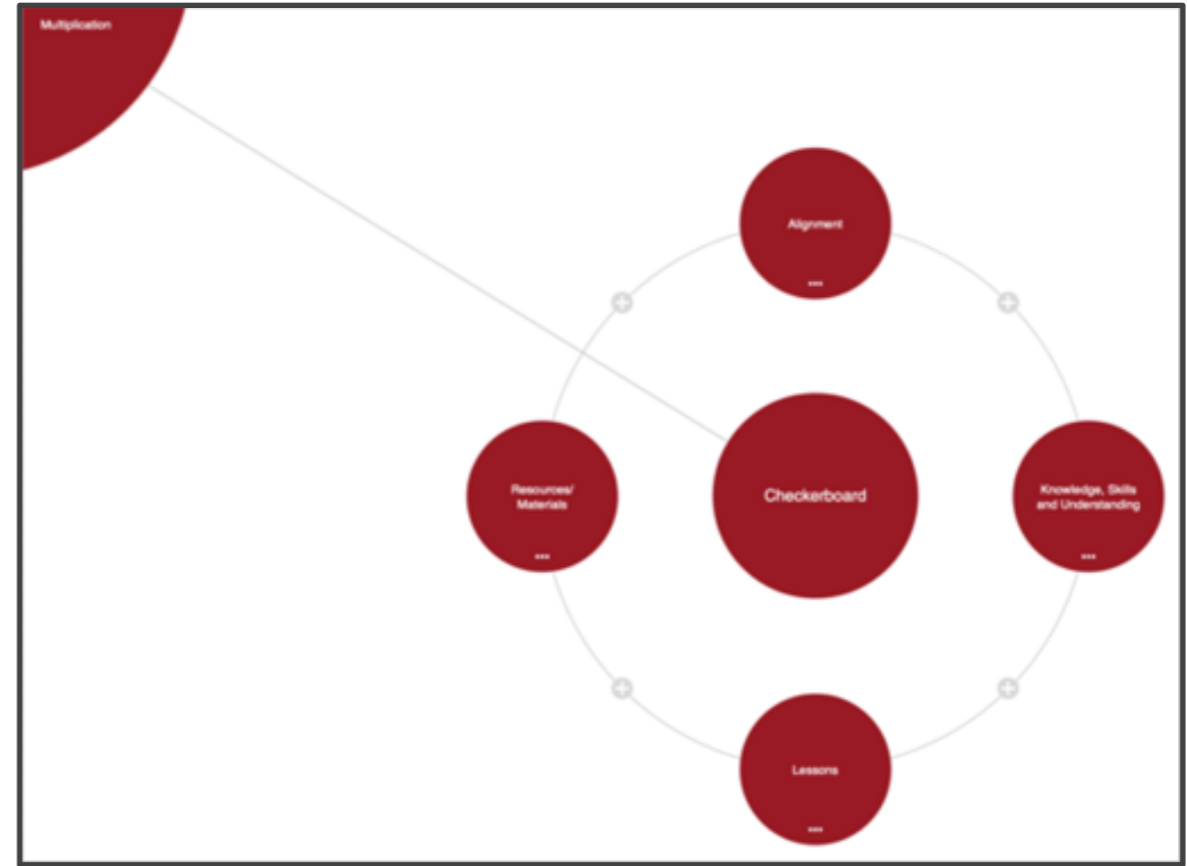 Multiplication
Alignment
...
Resources/
Materials
...
Checkerboard
Knowledge, Skills
and Understanding
...
Lessons
...